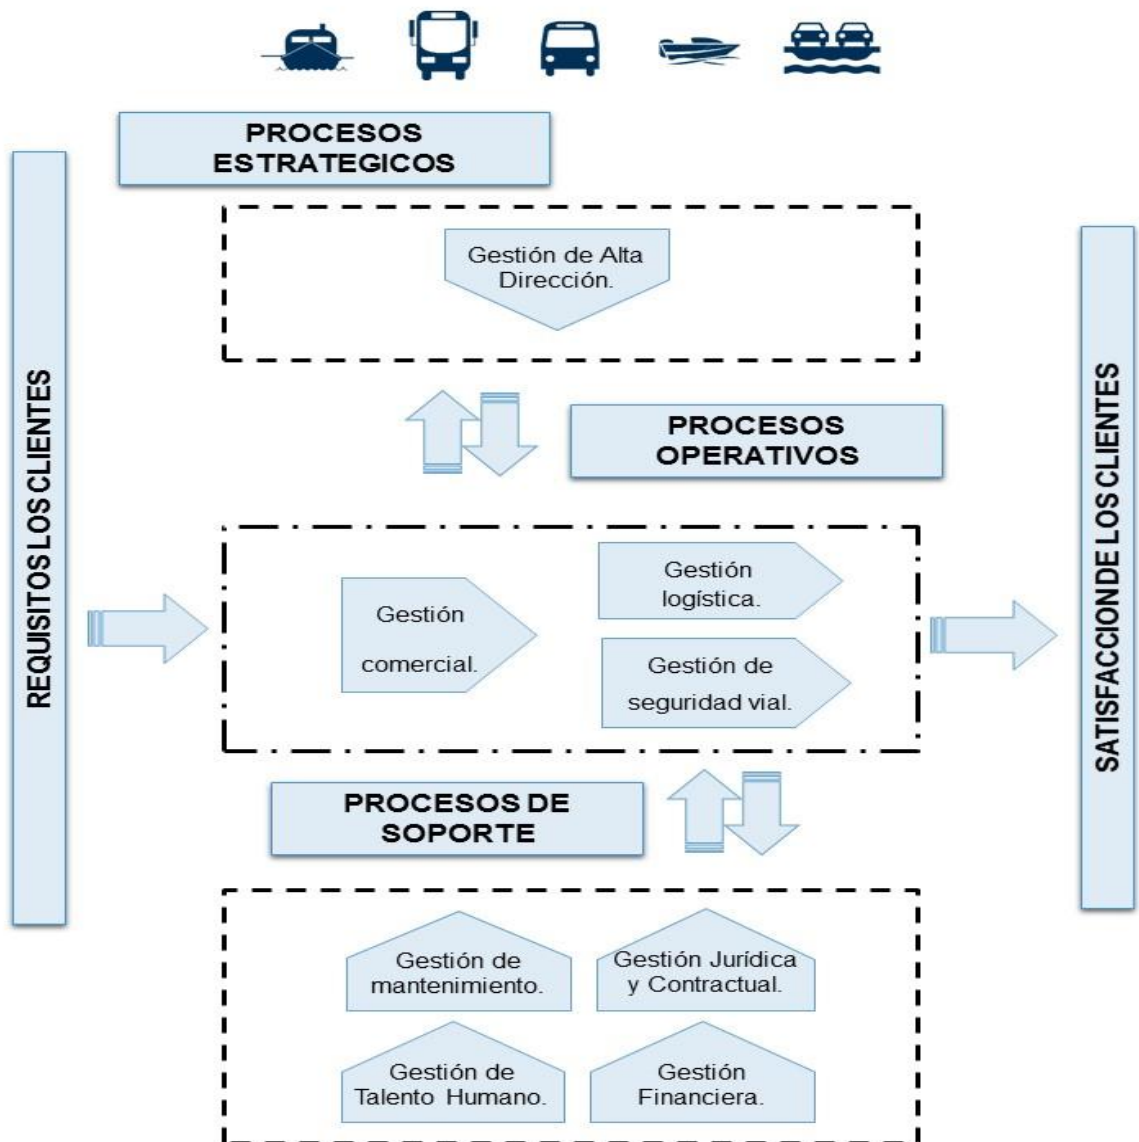 PROCESOS
ESTRATEGICOS
REQUISITOS LOS CLIENTES
Gestión de Alta
Dirección.
PROCESOS
OPERATIVOS
Gestión
comercial.
Gestión
logística.
Gestión de
seguridad vial.
SATISFACCION DE LOS CLIENTES
PROCESOS DE
SOPORTE
Gestión de
mantenimiento.
Gestión Jurídica
y Contractual.
Gestión de
Talento Humano.
Gestión
Financiera.